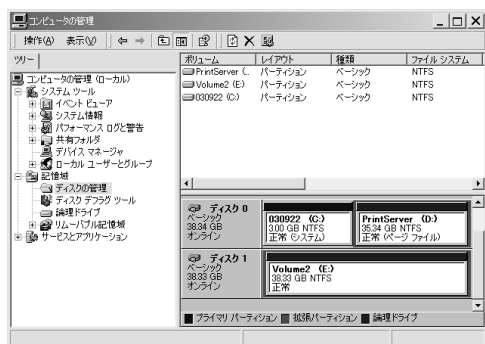 コンピュータの管理
操作(A) 表示(V)
ツリー
コンピュータの管理 (ローカル)
システム ツール
イベント ビューア
システム情報
パフォーマンス ログと警告
共有フォルダ
デバイス マネージャ
ローカル ユーザーとグループ
記憶域
ディスクの管理
ディスク デフラグ ツール
論理ドライブ
リムーバブル記憶域
サービスとアプリケーション
ボリューム レイアウト 種類 ファイル システム
PrintServer (... パーティション ベーシック NTFS
Volume2 (E:) パーティション ベーシック NTFS
030922 (C:) パーティション ベーシック NTFS
ディスク 0
ベーシック
38.34 GB
オンライン
030922 (C:)
3.00 GB NTFS
正常 (システム)
PrintServer (D:)
35.34 GB NTFS
正常 (ページ ファイル)
ディスク 1
ベーシック
38.33 GB
オンライン
Volume2 (E:)
38.33 GB NTFS
正常
プライマリ パーティション 拡張パーティション 論理ドライブ